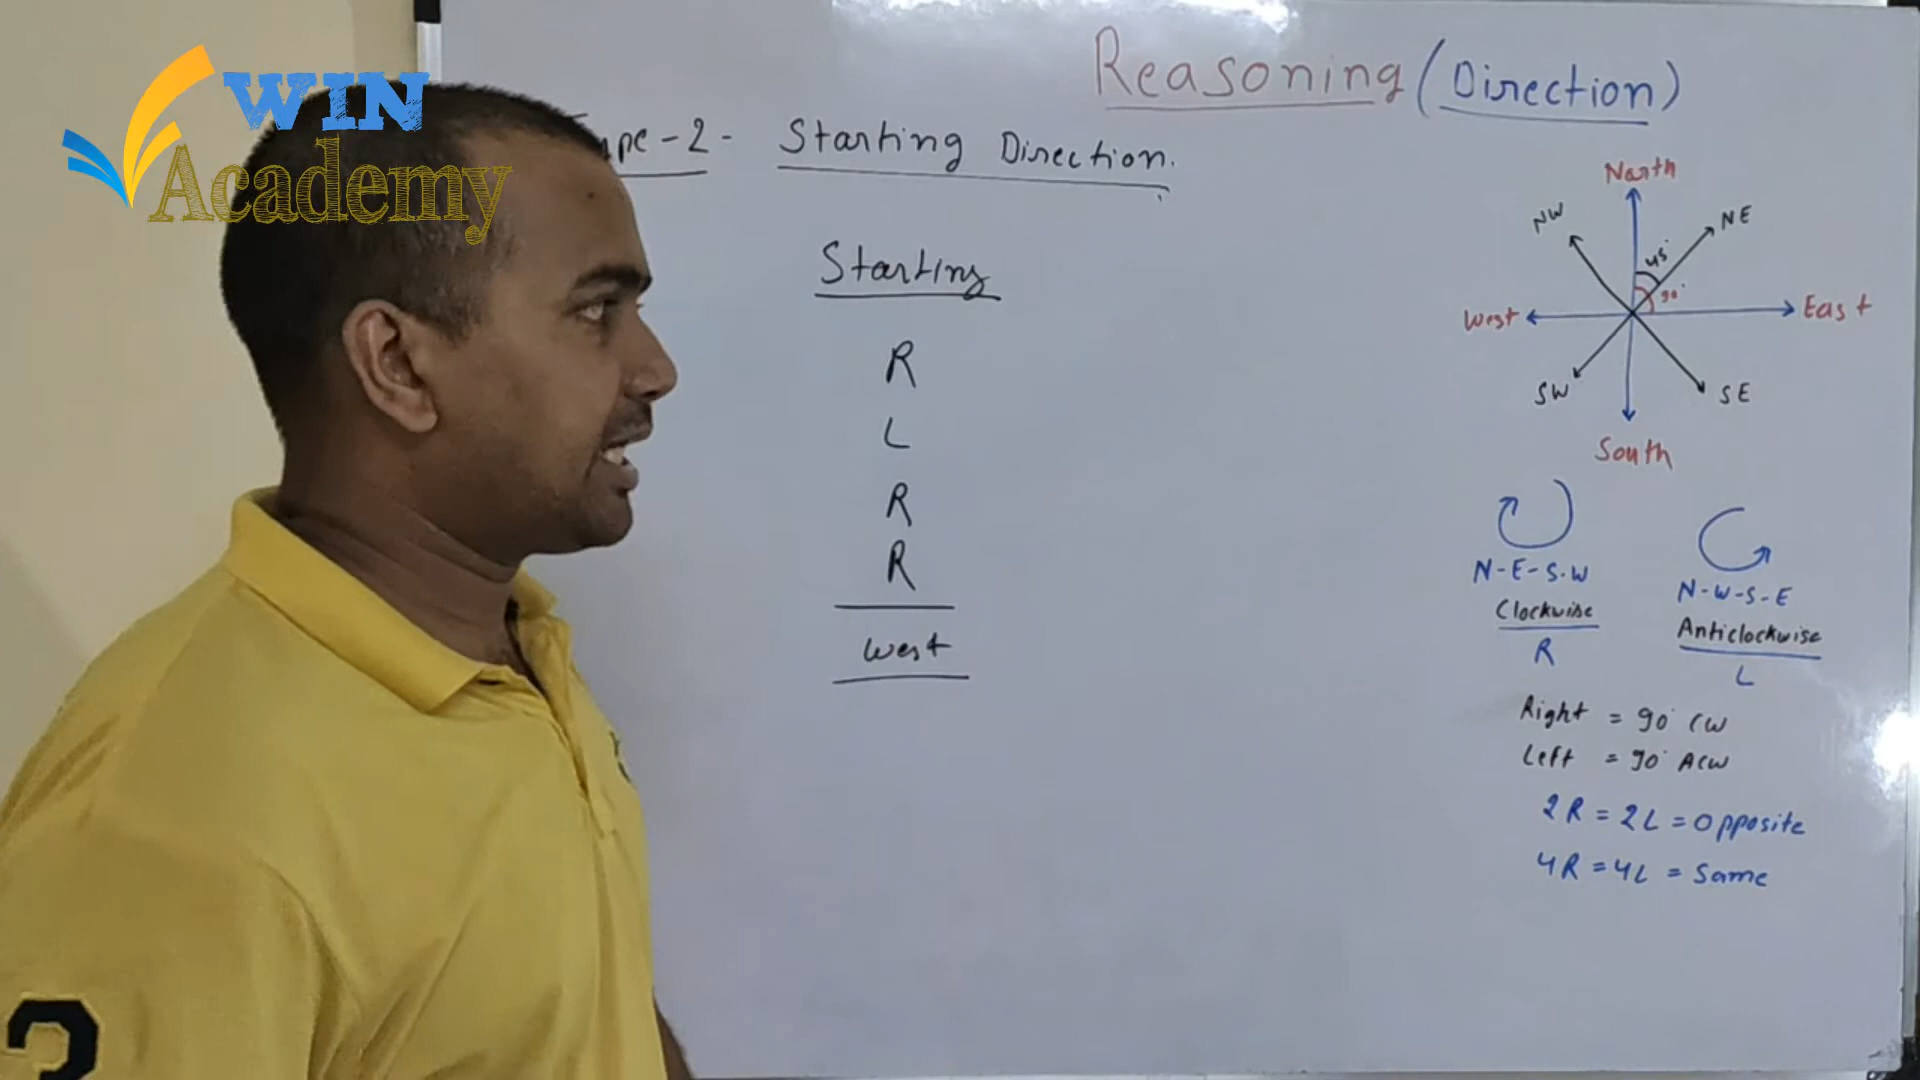 WIN
Academy
Reasoning (Direction)
-2- Starting Direction.
Starting
R
L
R
R
West
North
NW
NE
45°
90°
West
East
SW
SE
South
N-E-S-W
Clockwise
R
N-W-S-E
Anticlockwise
L
Right = 90° CW
Left = 90° ACW
2R = 2L = Opposite
4R = 4L = Same
3